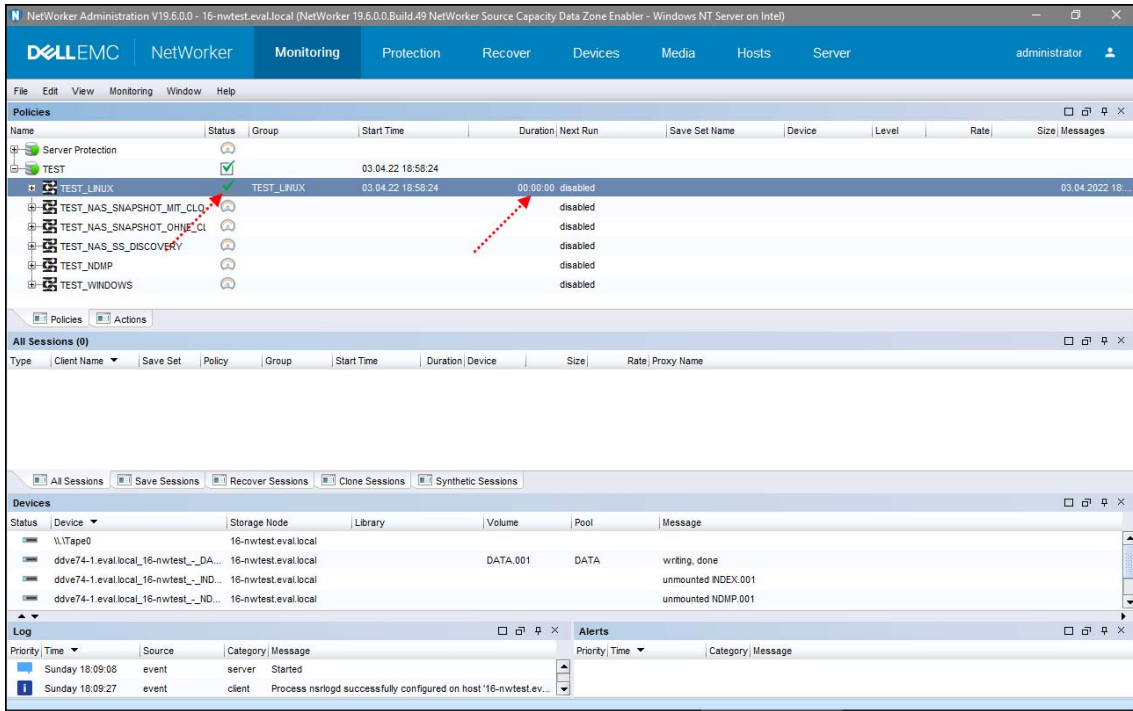 NetWorker Administration V19.6.0.0 - 16-nwtest.eval.local (NetWorker 19.6.0.0.Build.49 NetWorker Source Capacity Data Zone Enabler - Windows NT Server on Intel)
DELLEMC NetWorker Monitoring Protection Recover Devices Media Hosts Server administrator
File Edit View Monitoring Window Help
Policies
Name Status Group Start Time Duration Next Run Save Set Name Device Level Rate Size Messages
Server Protection
TEST 03.04.22 18:58:24
TEST_LINUX TEST_LINUX 03.04.22 18:58:24 00:00:00 disabled 03.04.2022 18:...
TEST_NAS_SNAPSHOT_MIT_CLO disabled
TEST_NAS_SNAPSHOT_OHNE_CL disabled
TEST_NAS_SS_DISCOVERY disabled
TEST_NDMP disabled
TEST_WINDOWS disabled
Policies Actions
All Sessions (0)
Type Client Name Save Set Policy Group Start Time Duration Device Size Rate Proxy Name
All Sessions Save Sessions Recover Sessions Clone Sessions Synthetic Sessions
Devices
Status Device Storage Node Library Volume Pool Message
\\.\Tape0 16-nwtest.eval.local
ddve74-1.eval.local_16-nwtest_-_DA... 16-nwtest.eval.local DATA.001 DATA writing, done
ddve74-1.eval.local_16-nwtest_-_IND... 16-nwtest.eval.local unmounted INDEX.001
ddve74-1.eval.local_16-nwtest_-_ND... 16-nwtest.eval.local unmounted NDMP.001
Log Alerts
Priority Time Source Category Message Priority Time Category Message
Sunday 18:09:08 event server Started
Sunday 18:09:27 event client Process nsrlogd successfully configured on host '16-nwtest.ev...